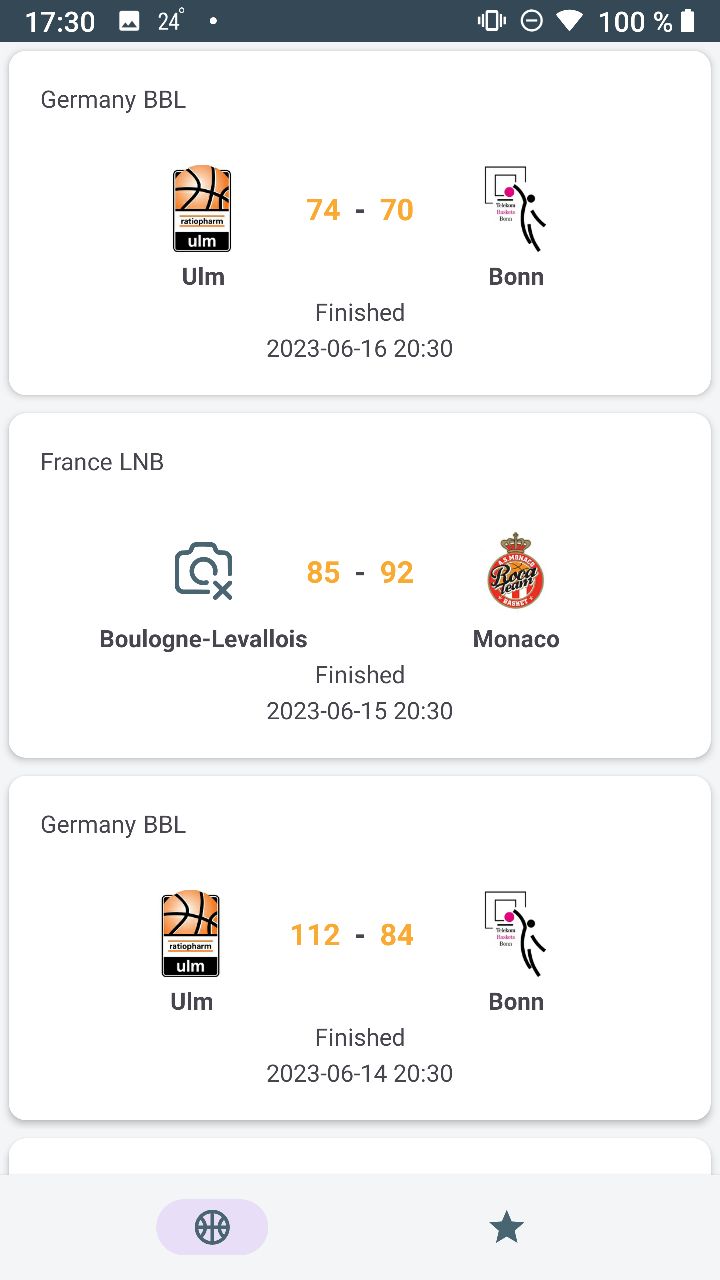 17:30 24° 100 %
Germany BBL
ratiopharm
ulm
74 - 70
Telekom
Baskets
Bonn
Ulm
Bonn
Finished
2023-06-16 20:30
France LNB
85 - 92
A.S. MONACO
Roca
Team
BASKET
Boulogne-Levallois
Monaco
Finished
2023-06-15 20:30
Germany BBL
ratiopharm
ulm
112 - 84
Telekom
Baskets
Bonn
Ulm
Bonn
Finished
2023-06-14 20:30